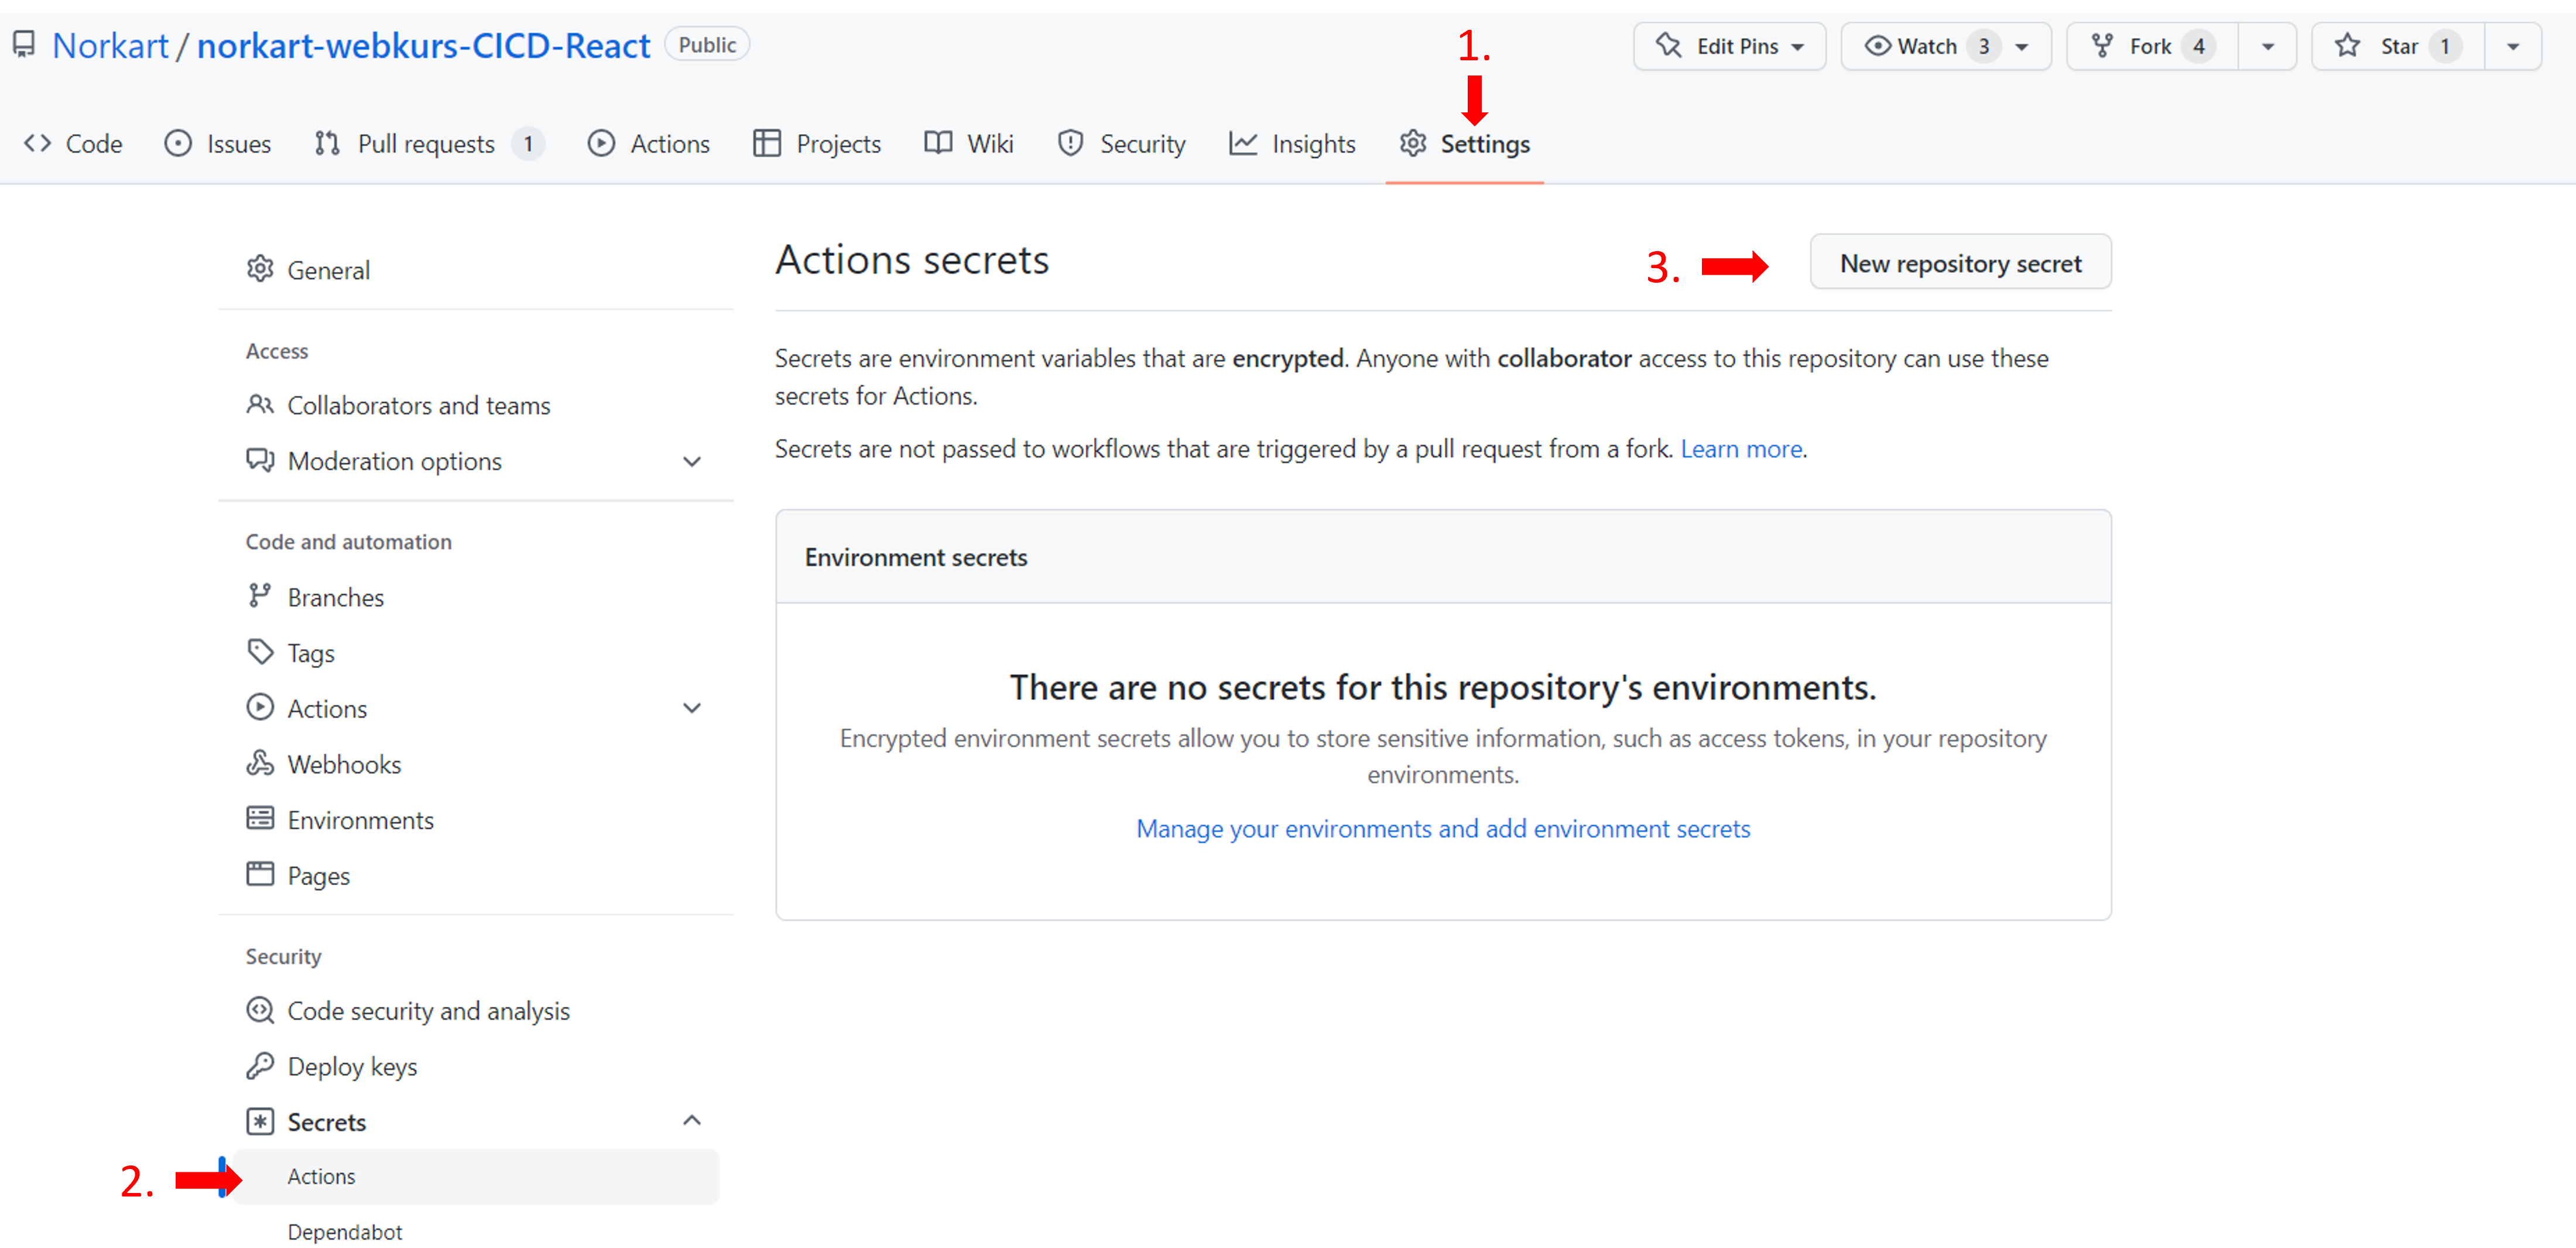 Norkart / norkart-webkurs-CICD-React Public
1.
Edit Pins
Watch 3
Fork 4
Star 1
Code
Issues
Pull requests 1
Actions
Projects
Wiki
Security
Insights
Settings
General
Access
Collaborators and teams
Moderation options
Code and automation
Branches
Tags
Actions
Webhooks
Environments
Pages
Security
Code security and analysis
Deploy keys
Secrets
2.
Actions
Dependabot
Actions secrets
3.
New repository secret
Secrets are environment variables that are encrypted. Anyone with collaborator access to this repository can use these
secrets for Actions.
Secrets are not passed to workflows that are triggered by a pull request from a fork. Learn more.
Environment secrets
There are no secrets for this repository's environments.
Encrypted environment secrets allow you to store sensitive information, such as access tokens, in your repository
environments.
Manage your environments and add environment secrets